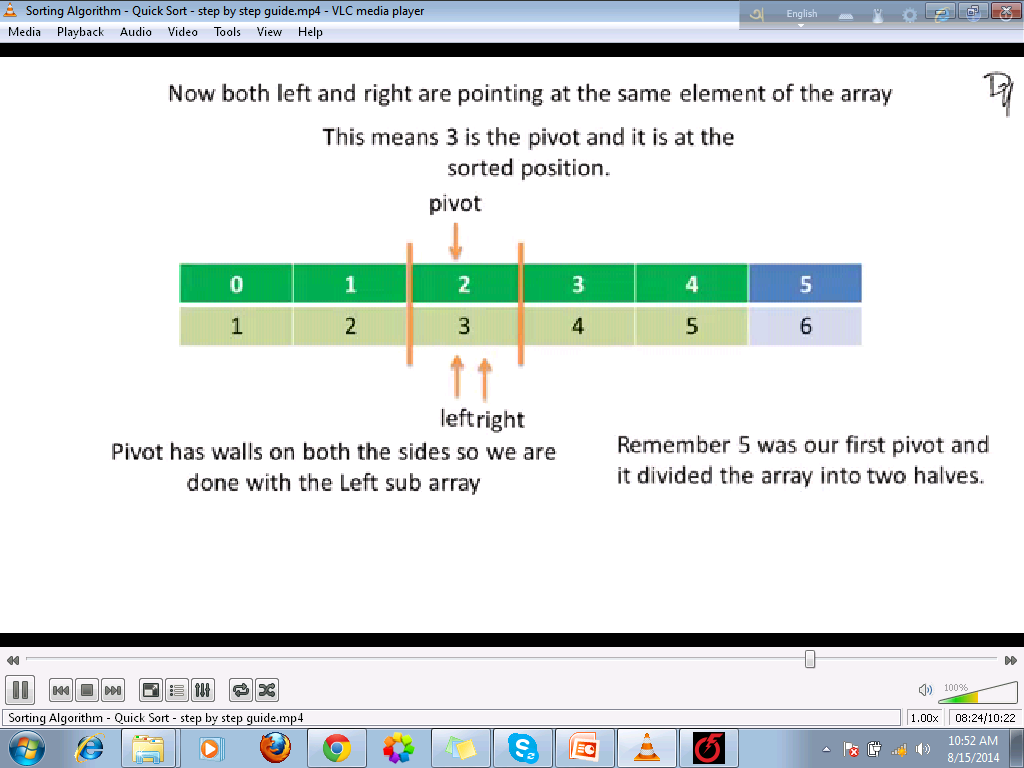 Sorting Algorithm - Quick Sort - step by step guide.mp4 - VLC media player
English
Media Playback Audio Video Tools View Help
Now both left and right are pointing at the same element of the array
This means 3 is the pivot and it is at the
sorted position.
pivot
0 1 2 3 4 5
1 2 3 4 5 6
left right
Pivot has walls on both the sides so we are
done with the Left sub array
Remember 5 was our first pivot and
it divided the array into two halves.
100%
Sorting Algorithm - Quick Sort - step by step guide.mp4
1.00x
08:24/10:22
10:52 AM
8/15/2014